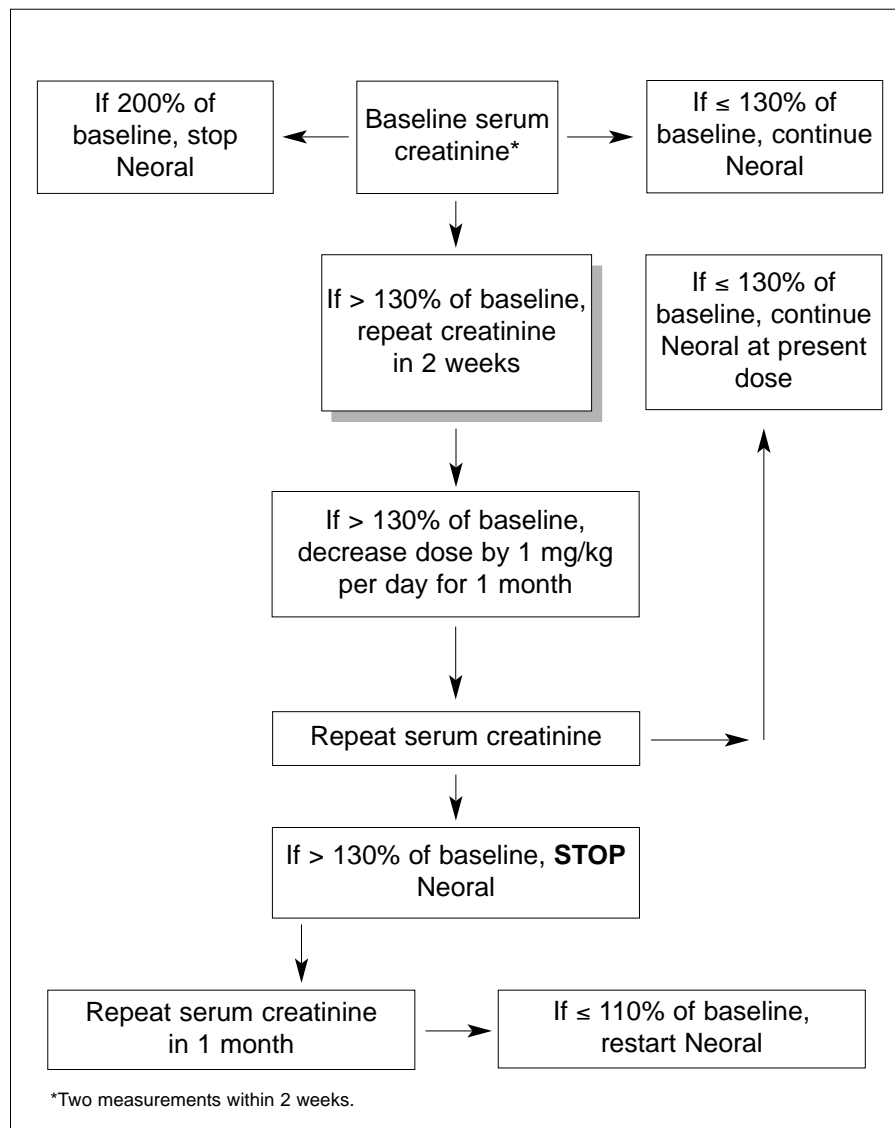 If 200% of
baseline, stop
Neoral
Baseline serum
creatinine*
If ≤ 130% of
baseline, continue
Neoral
If > 130% of baseline,
repeat creatinine
in 2 weeks
If ≤ 130% of
baseline, continue
Neoral at present
dose
If > 130% of baseline,
decrease dose by 1 mg/kg
per day for 1 month
Repeat serum creatinine
If > 130% of baseline, STOP
Neoral
Repeat serum creatinine
in 1 month
If ≤ 110% of baseline,
restart Neoral
*Two measurements within 2 weeks.